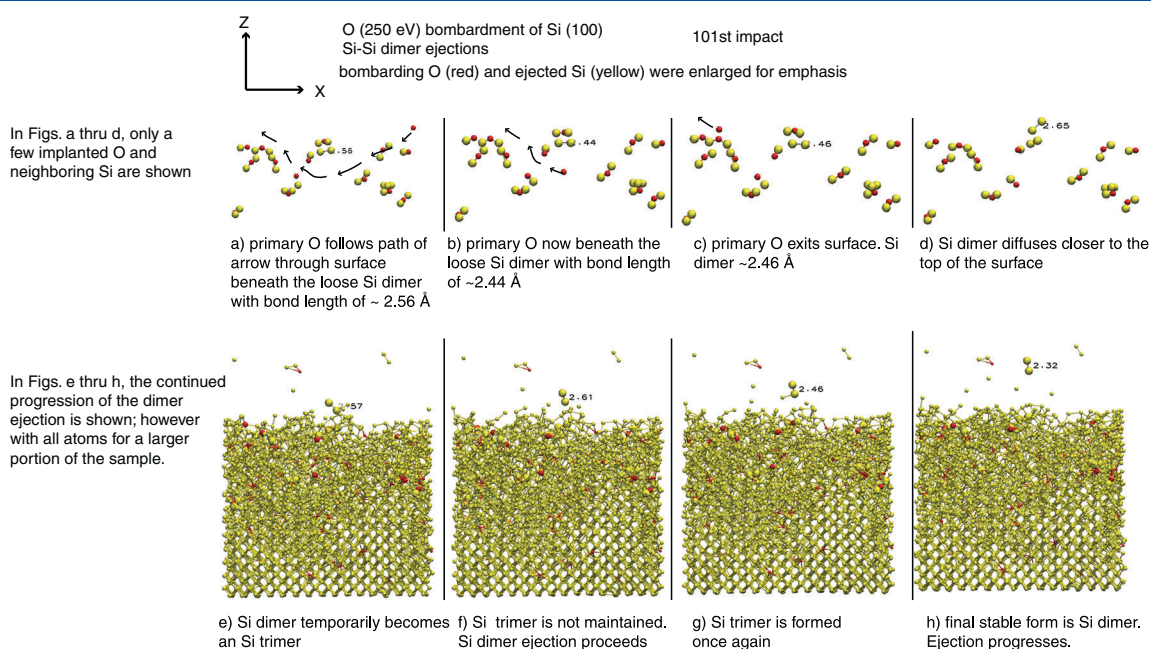 Z
X
O (250 eV) bombardment of Si (100)
Si-Si dimer ejections
101st impact
bombarding O (red) and ejected Si (yellow) were enlarged for emphasis
In Figs. a thru d, only a
few implanted O and
neighboring Si are shown
.56
.44
.46
2.65
a) primary O follows path of
arrow through surface
beneath the loose Si dimer
with bond length of ~ 2.56 Å
b) primary O now beneath the
loose Si dimer with bond length
of ~2.44 Å
c) primary O exits surface. Si
dimer ~2.46 Å
d) Si dimer diffuses closer to the
top of the surface
In Figs. e thru h, the continued
progression of the dimer
ejection is shown; however
with all atoms for a larger
portion of the sample.
57
2.61
2.46
2.32
e) Si dimer temporarily becomes
an Si trimer
f) Si trimer is not maintained.
Si dimer ejection proceeds
g) Si trimer is formed
once again
h) final stable form is Si dimer.
Ejection progresses.